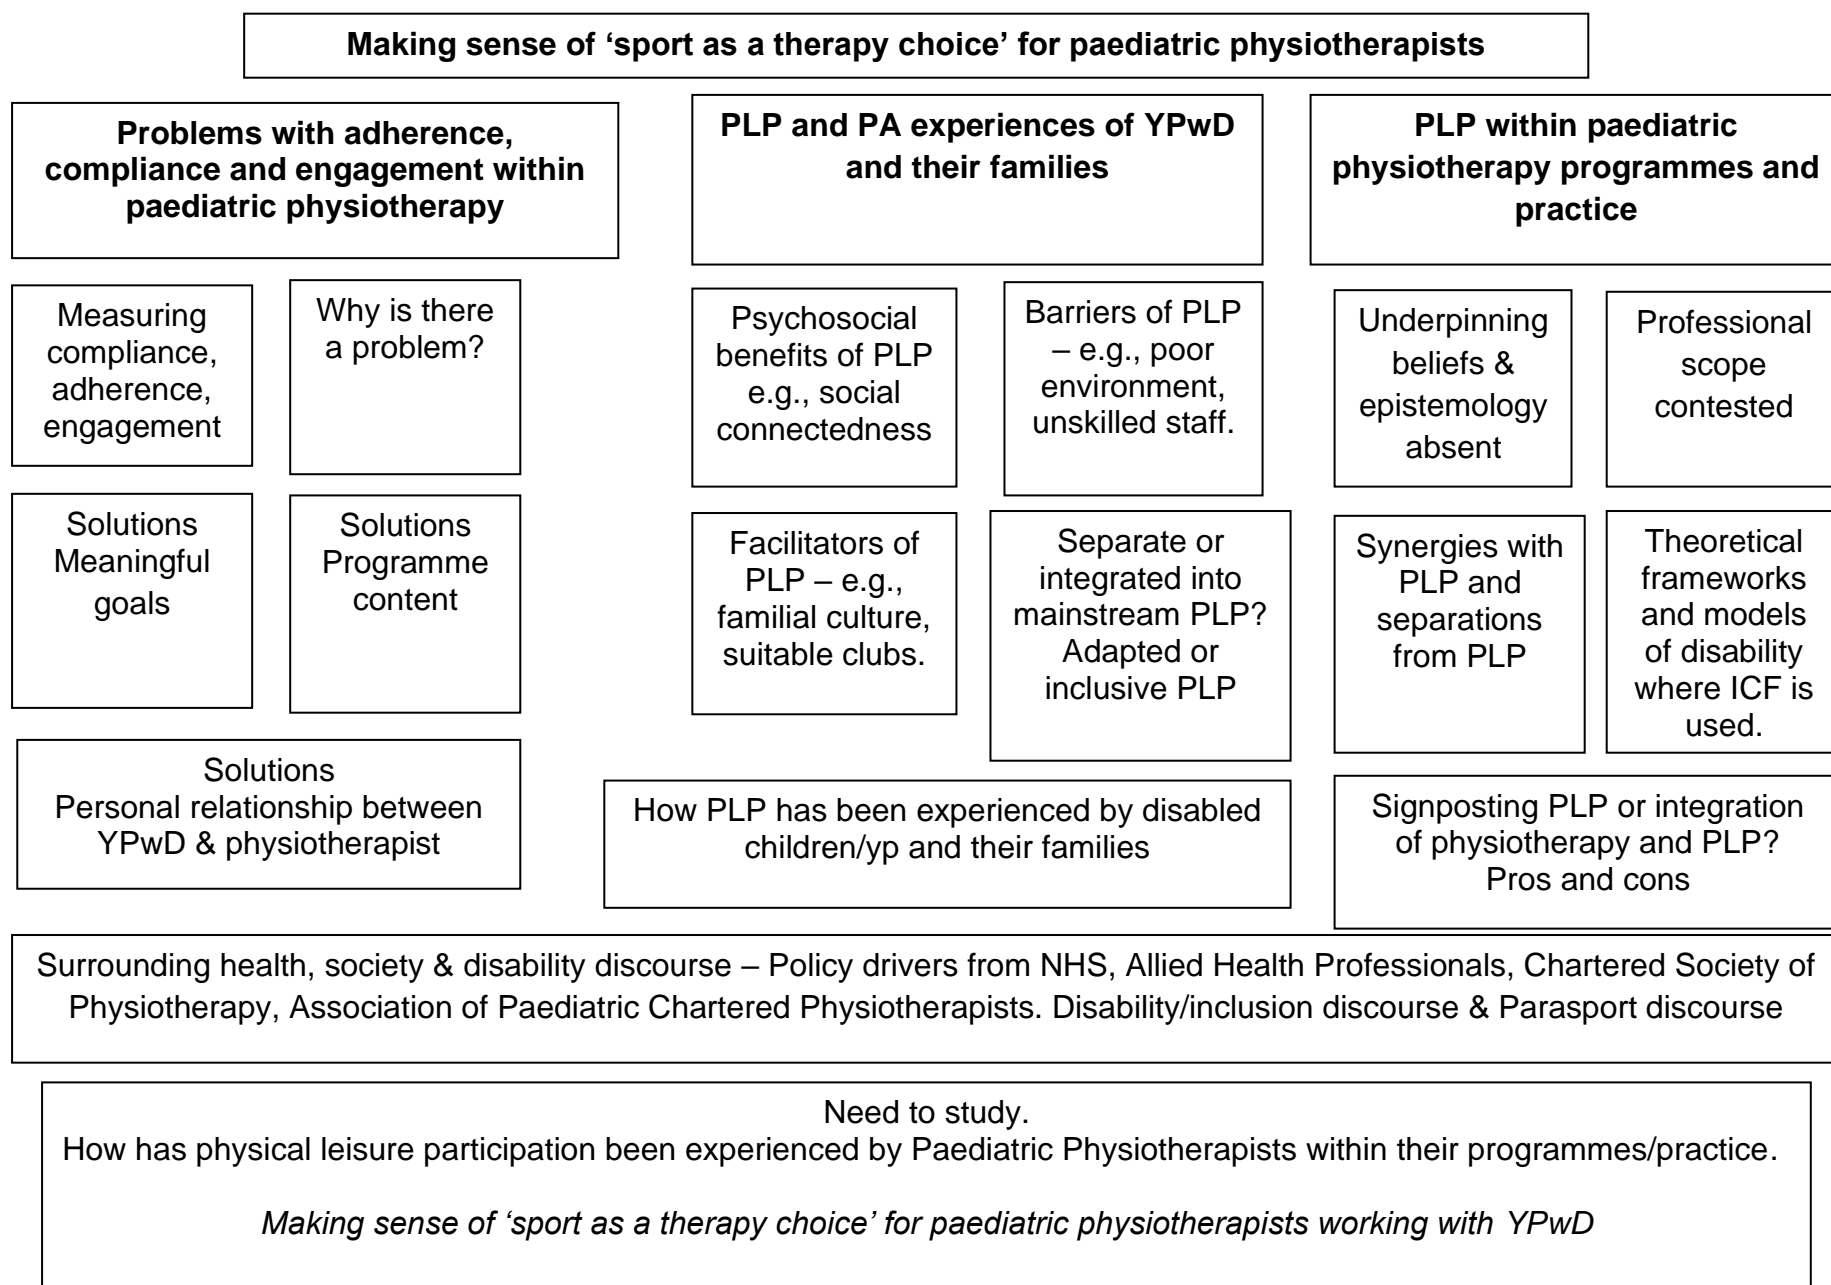 Making sense of ‘sport as a therapy choice’ for paediatric physiotherapists
Problems with adherence,
compliance and engagement within
paediatric physiotherapy
PLP and PA experiences of YPwD
and their families
PLP within paediatric
physiotherapy programmes and
practice
Measuring
compliance,
adherence,
engagement
Why is there
a problem?
Psychosocial
benefits of PLP
e.g., social
connectedness
Barriers of PLP
– e.g., poor
environment,
unskilled staff.
Underpinning
beliefs &
epistemology
absent
Professional
scope
contested
Solutions
Meaningful
goals
Solutions
Programme
content
Facilitators of
PLP – e.g.,
familial culture,
suitable clubs.
Separate or
integrated into
mainstream PLP?
Adapted or
inclusive PLP
Synergies with
PLP and
separations
from PLP
Theoretical
frameworks
and models
of disability
where ICF is
used.
Solutions
Personal relationship between
YPwD & physiotherapist
How PLP has been experienced by disabled
children/yp and their families
Signposting PLP or integration
of physiotherapy and PLP?
Pros and cons
Surrounding health, society & disability discourse – Policy drivers from NHS, Allied Health Professionals, Chartered Society of
Physiotherapy, Association of Paediatric Chartered Physiotherapists. Disability/inclusion discourse & Parasport discourse
Need to study.
How has physical leisure participation been experienced by Paediatric Physiotherapists within their programmes/practice.
Making sense of ‘sport as a therapy choice’ for paediatric physiotherapists working with YPwD